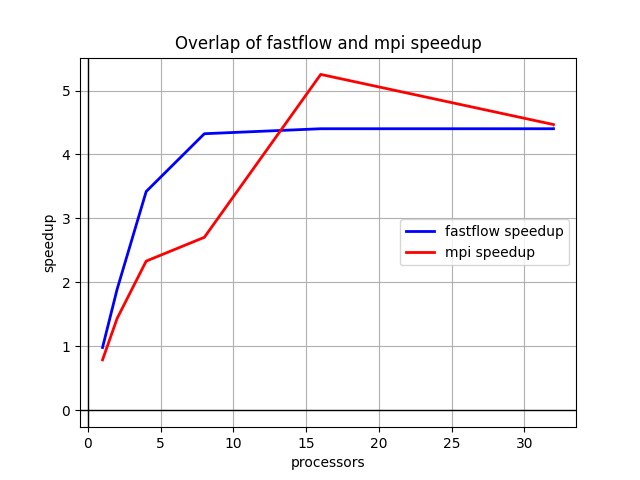 Overlap of fastflow and mpi speedup
5
4
3
2
1
0
speedup
fastflow speedup
mpi speedup
0 5 10 15 20 25 30
processors